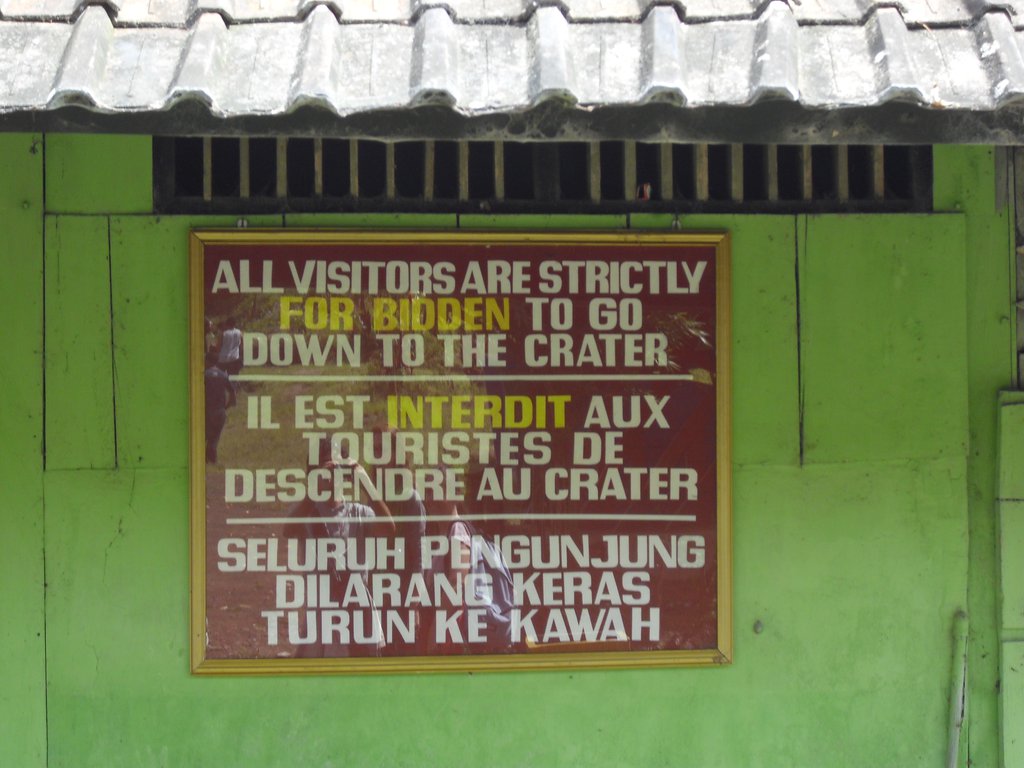 ALL VISITORS ARE STRICTLY
FOR BIDDEN TO GO
DOWN TO THE CRATER
IL EST INTERDIT AUX
TOURISTES DE
DESCENDRE AU CRATER
SELURUH PENGUNJUNG
DILARANG KERAS
TURUN KE KAWAH